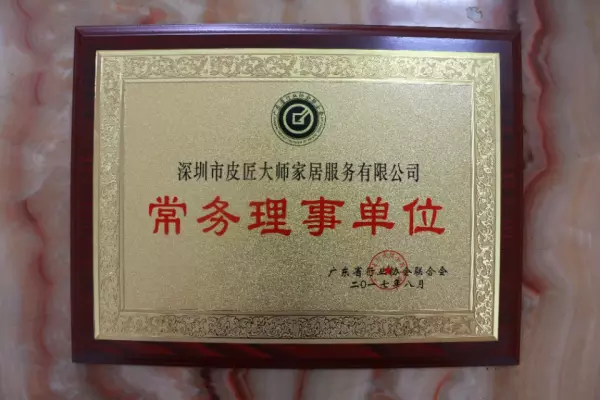 深圳市皮匠大师家居服务有限公司
常务理事单位
广东省行业协会联合会
二〇一七年八月